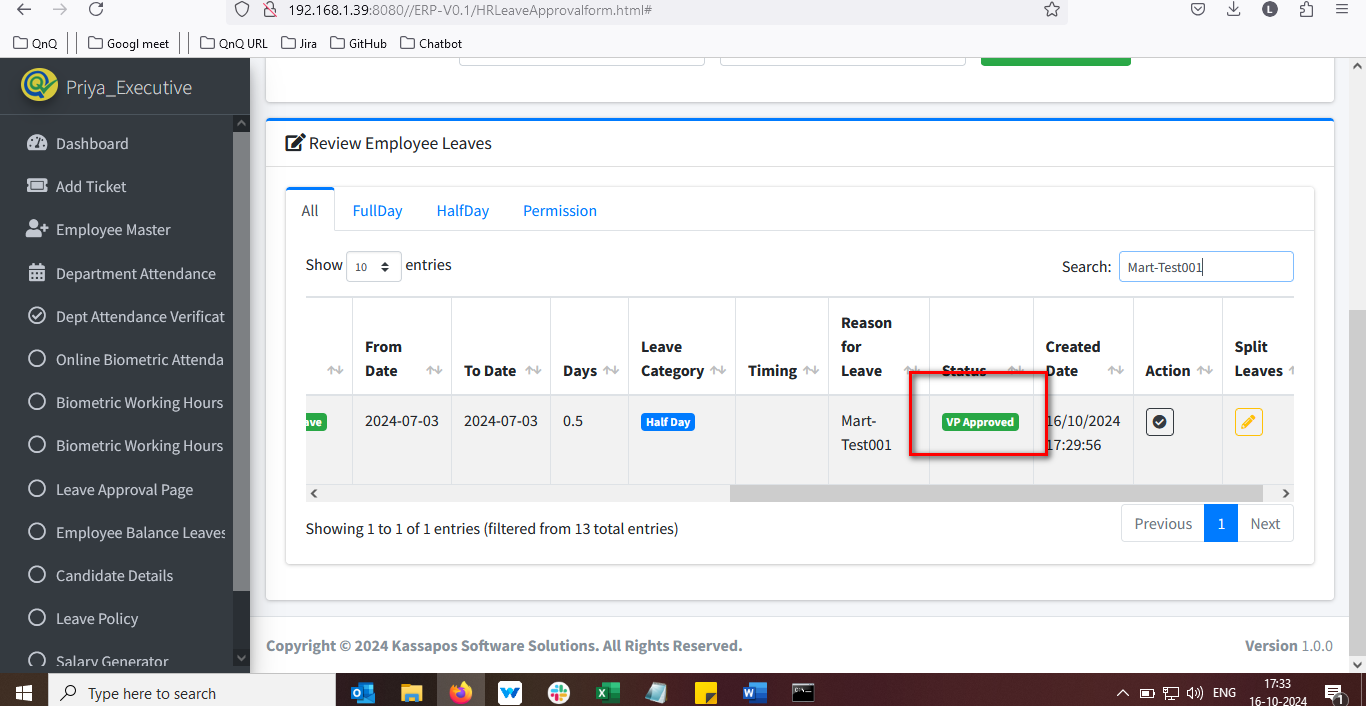 192.168.1.39:8080//ERP-V0.1/HRLeaveApprovalform.html#
L
QnQ
Googl meet
QnQ URL
Jira
GitHub
Chatbot
Priya_Executive
Dashboard
Add Ticket
Employee Master
Department Attendance
Dept Attendance Verificat
Online Biometric Attenda
Biometric Working Hours
Biometric Working Hours
Leave Approval Page
Employee Balance Leaves
Candidate Details
Leave Policy
Salary Generator
Review Employee Leaves
All
FullDay
HalfDay
Permission
Show 10 entries
Search: Mart-Test001
From Date
To Date
Days
Leave Category
Timing
Reason for Leave
Status
Created Date
Action
Split Leaves
ave
2024-07-03
2024-07-03
0.5
Half Day
Mart-
Test001
VP Approved
16/10/2024
17:29:56
Showing 1 to 1 of 1 entries (filtered from 13 total entries)
Previous
1
Next
Copyright © 2024 Kassapos Software Solutions. All Rights Reserved.
Version 1.0.0
Type here to search
ENG
17:33
16-10-2024
1